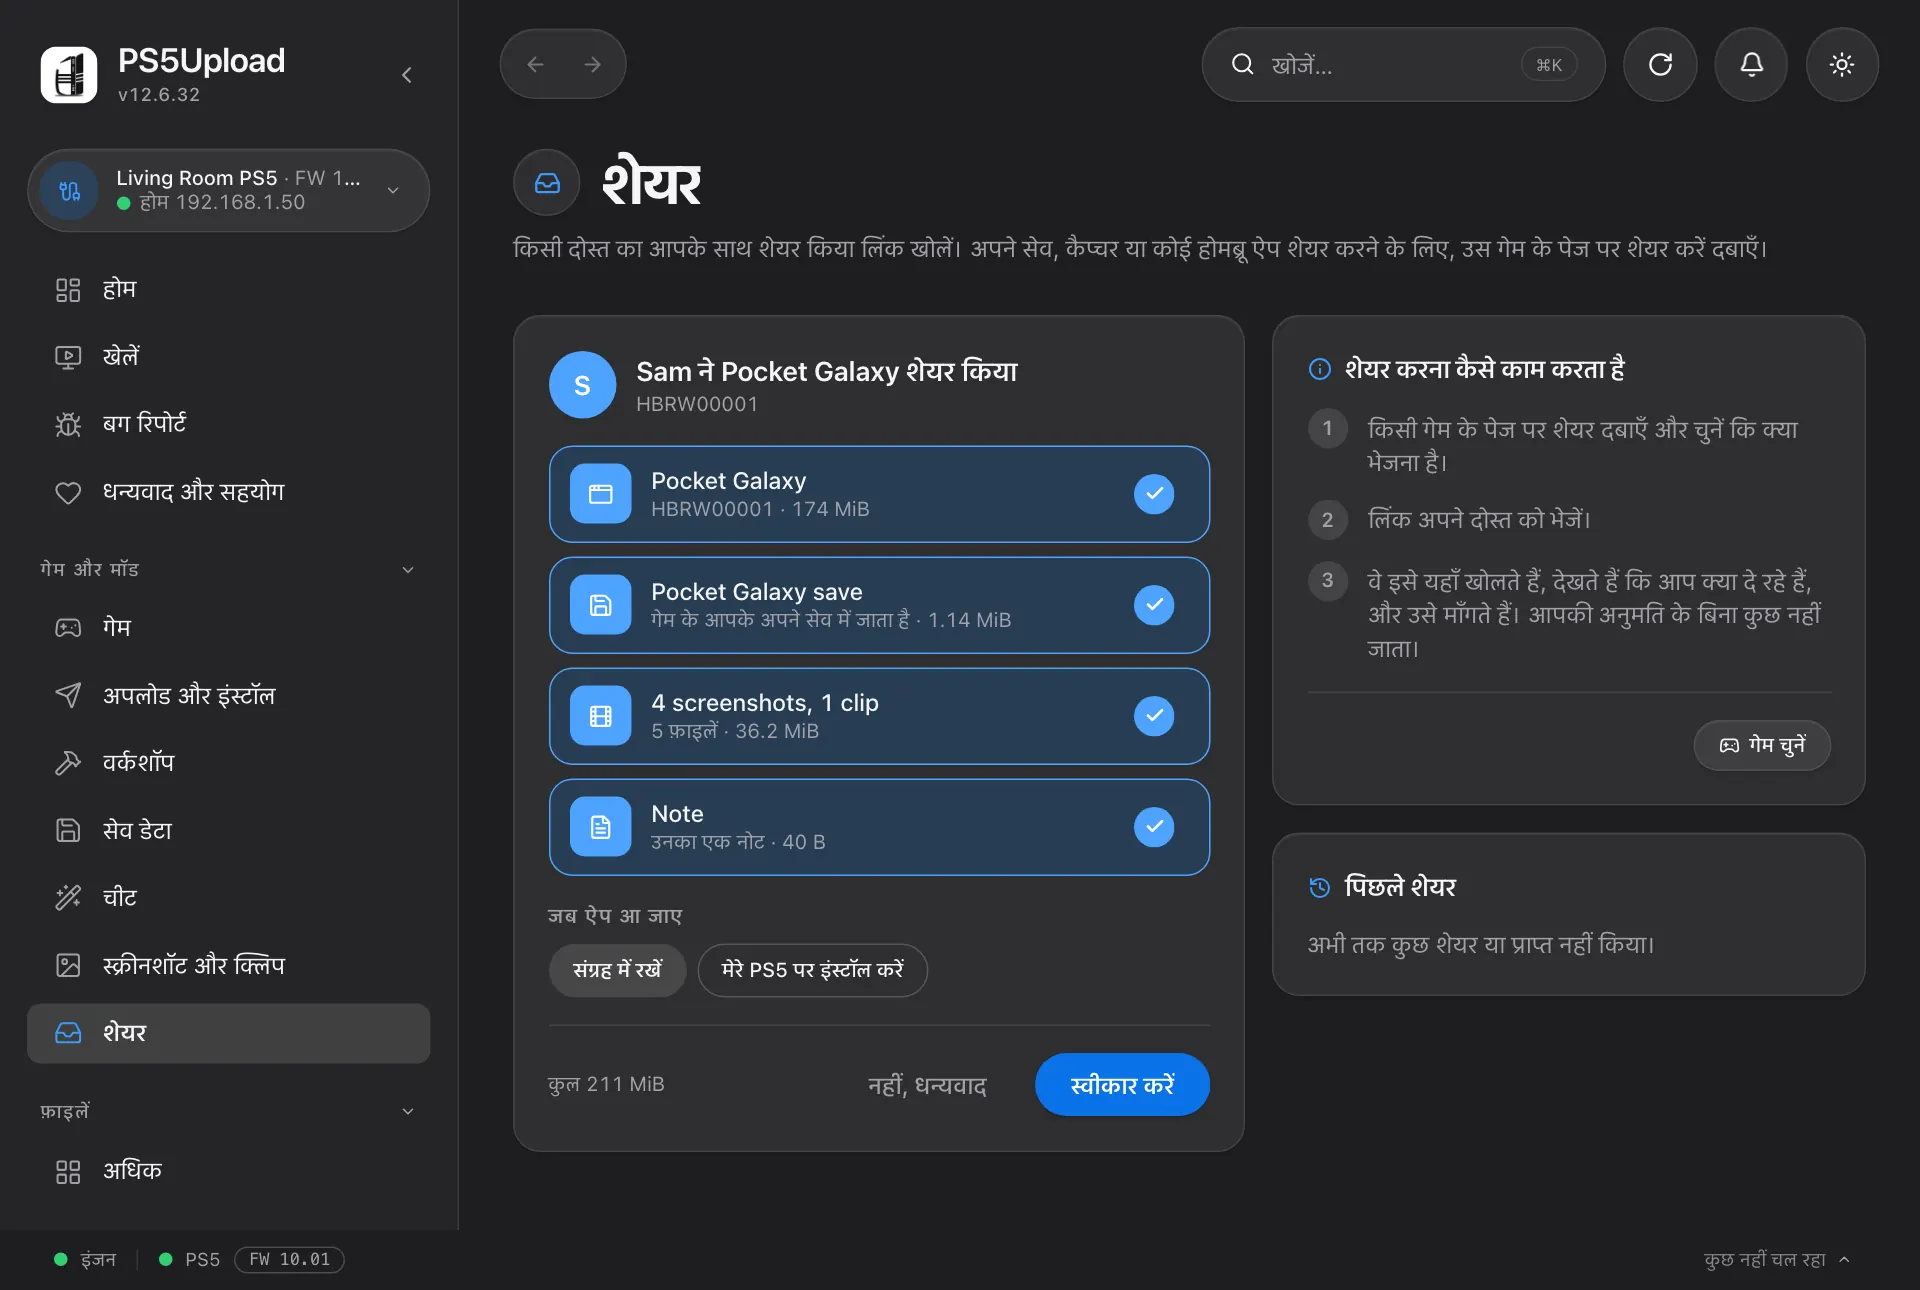 PS5Upload
v12.6.32
Living Room PS5 · FW 1...
होम 192.168.1.50
होम
खेलें
बग रिपोर्ट
धन्यवाद और सहयोग
गेम और मॉड
गेम
अपलोड और इंस्टॉल
वर्कशॉप
सेव डेटा
चीट
स्क्रीनशॉट और क्लिप
शेयर
फ़ाइलें
अधिक
खोजें...
⌘K
शेयर
किसी दोस्त का आपके साथ शेयर किया लिंक खोलें। अपने सेव, कैप्चर या कोई होमब्रू ऐप शेयर करने के लिए, उस गेम के पेज पर शेयर करें दबाएँ।
S
Sam ने Pocket Galaxy शेयर किया
HBRW00001
Pocket Galaxy
HBRW00001 · 174 MiB
Pocket Galaxy save
गेम के आपके अपने सेव में जाता है · 1.14 MiB
4 screenshots, 1 clip
5 फ़ाइलें · 36.2 MiB
Note
उनका एक नोट · 40 B
जब ऐप आ जाए
संग्रह में रखें
मेरे PS5 पर इंस्टॉल करें
कुल 211 MiB
नहीं, धन्यवाद
स्वीकार करें
शेयर करना कैसे काम करता है
1 किसी गेम के पेज पर शेयर दबाएँ और चुनें कि क्या
भेजना है।
2 लिंक अपने दोस्त को भेजें।
3 वे इसे यहाँ खोलते हैं, देखते हैं कि आप क्या दे रहे हैं,
और उसे माँगते हैं। आपकी अनुमति के बिना कुछ नहीं
जाता।
गेम चुनें
पिछले शेयर
अभी तक कुछ शेयर या प्राप्त नहीं किया।
इंजन
PS5
FW 10.01
कुछ नहीं चल रहा